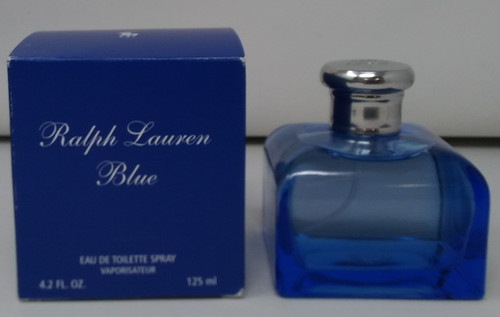 Ralph Lauren
Blue
EAU DE TOILETTE SPRAY
VAPORISATEUR
4.2 FL. OZ. 125 ml